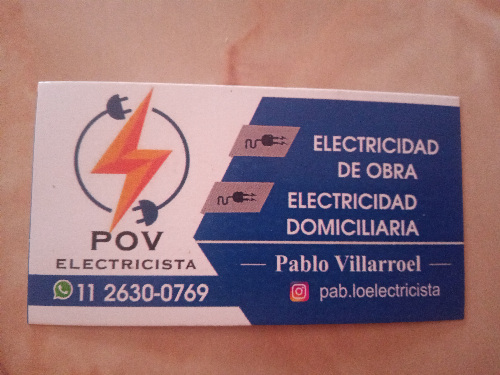 POV
ELECTRICISTA
11 2630-0769
ELECTRICIDAD
DE OBRA
ELECTRICIDAD
DOMICILIARIA
Pablo Villarroel
pab.loelectricista